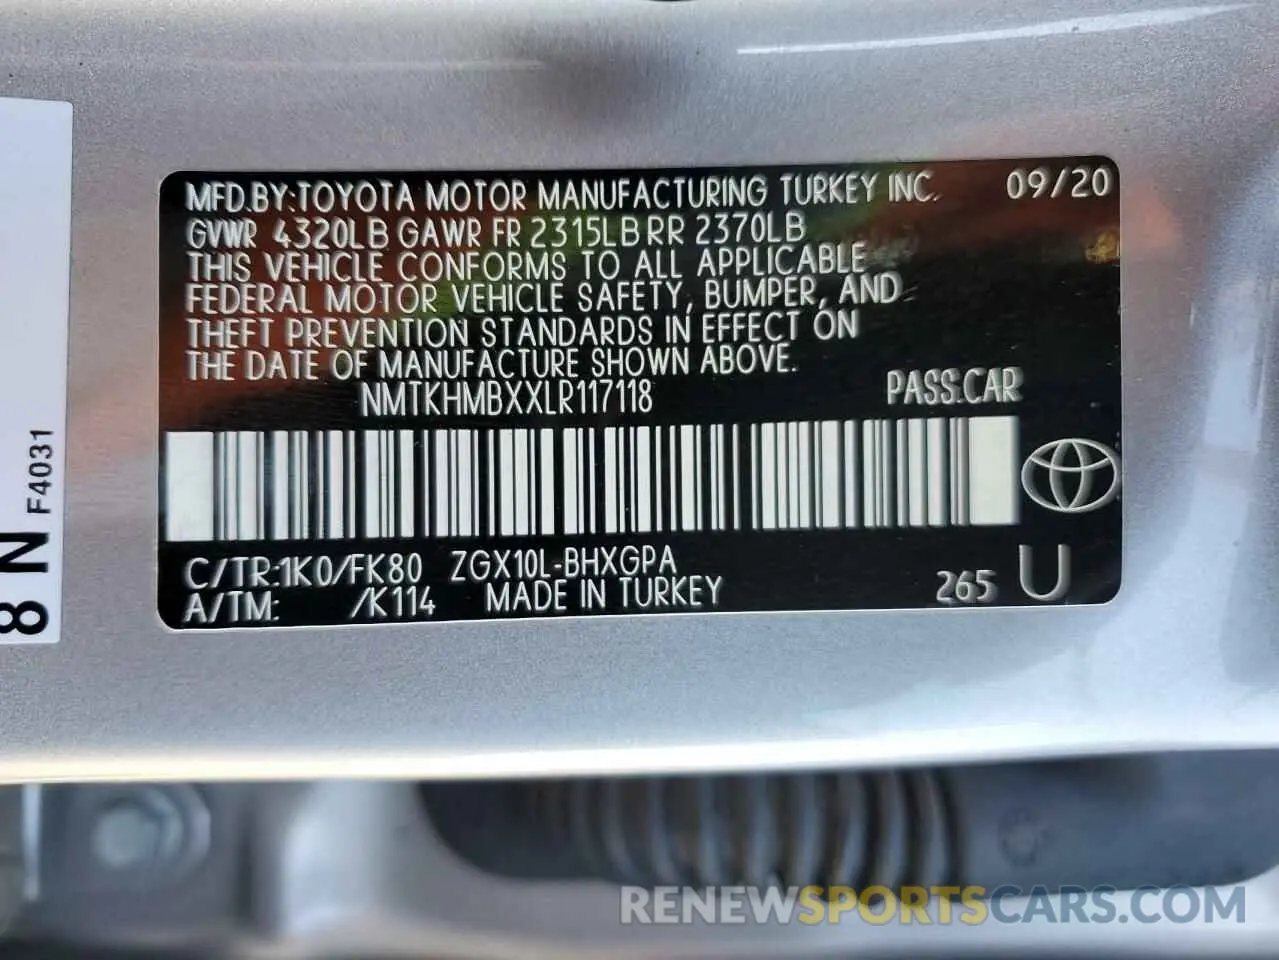 MFD.BY:TOYOTA MOTOR MANUFACTURING TURKEY INC. 09/20
GVWR 4320LB GAWR FR 2315LB RR 2370LB
THIS VEHICLE CONFORMS TO ALL APPLICABLE
FEDERAL MOTOR VEHICLE SAFETY, BUMPER, AND
THEFT PREVENTION STANDARDS IN EFFECT ON
THE DATE OF MANUFACTURE SHOWN ABOVE.
NMTKHMBXXLR117118 PASS.CAR
C/TR:1K0/FK80 ZGX10L-BHXGPA
A/TM: /K114 MADE IN TURKEY 265 U
8 N F4031
RENEWSPORTSCARS.COM